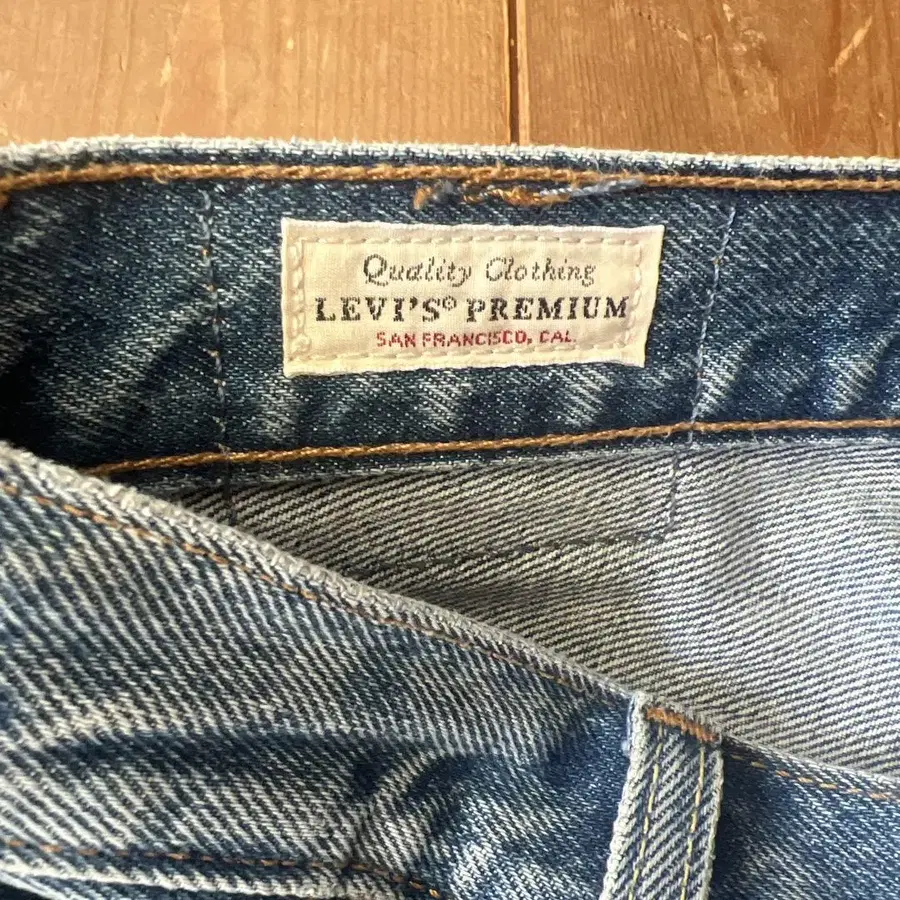 Quality Clothing
LEVI'S® PREMIUM
SAN FRANCISCO, CAL.